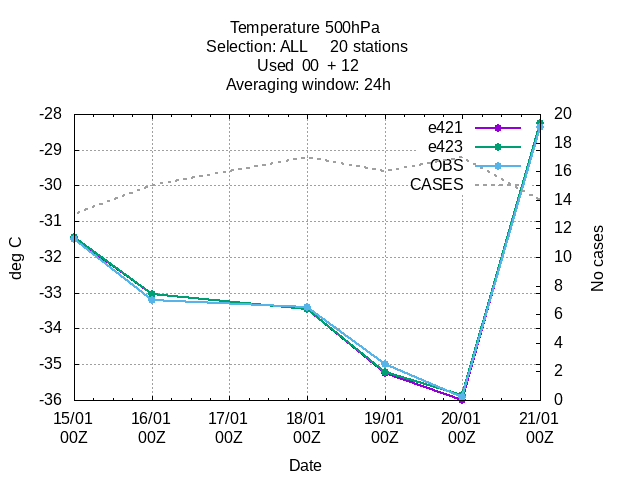 Temperature 500hPa
Selection: ALL     20 stations
Used  00  + 12
Averaging window: 24h
-28
-29
-30
-31
-32
-33
-34
-35
-36
deg C
e421
e423
OBS
CASES
20
18
16
14
12
10
8
6
4
2
0
No cases
15/01 16/01 17/01 18/01 19/01 20/01 21/01
00Z 00Z 00Z 00Z 00Z 00Z 00Z
Date